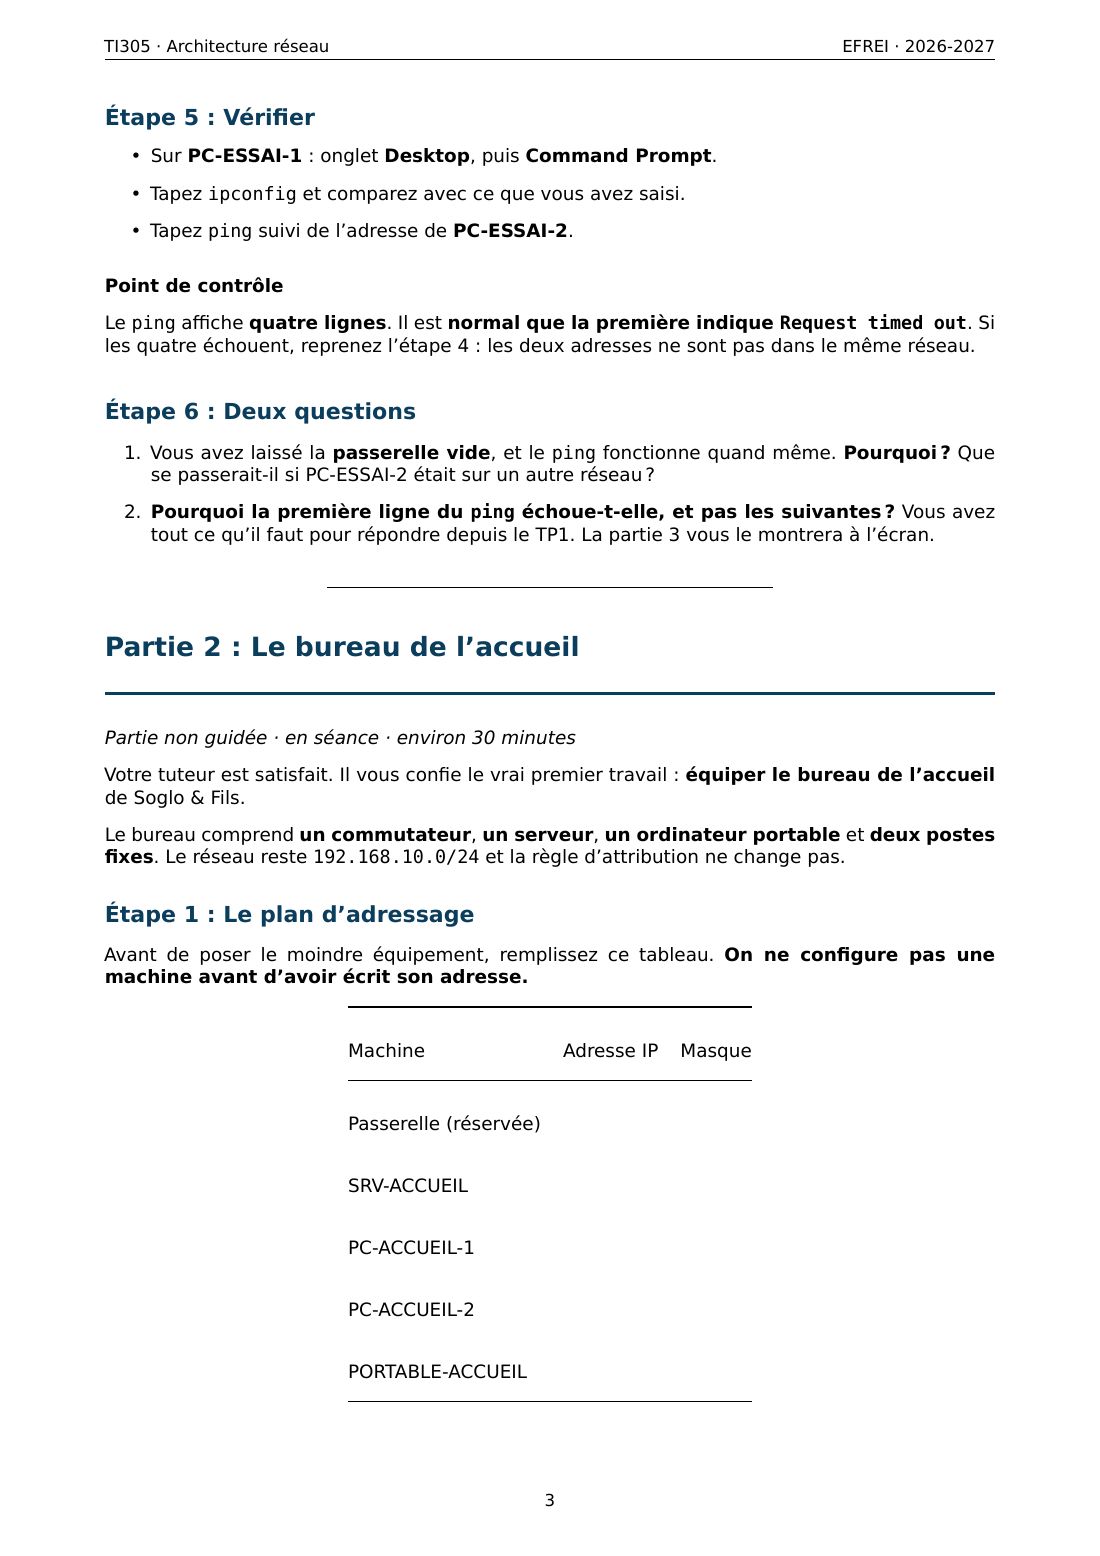 TI305 · Architecture réseau EFREI · 2026-2027
Étape 5 : Vérifier
• Sur PC-ESSAI-1 : onglet Desktop, puis Command Prompt.
• Tapez ipconfig et comparez avec ce que vous avez saisi.
• Tapez ping suivi de l’adresse de PC-ESSAI-2.
Point de contrôle
Le ping affiche quatre lignes. Il est normal que la première indique Request timed out. Si
les quatre échouent, reprenez l’étape 4 : les deux adresses ne sont pas dans le même réseau.
Étape 6 : Deux questions
1. Vous avez laissé la passerelle vide, et le ping fonctionne quand même. Pourquoi ? Que
se passerait-il si PC-ESSAI-2 était sur un autre réseau ?
2. Pourquoi la première ligne du ping échoue-t-elle, et pas les suivantes ? Vous avez
tout ce qu’il faut pour répondre depuis le TP1. La partie 3 vous le montrera à l’écran.
Partie 2 : Le bureau de l’accueil
Partie non guidée · en séance · environ 30 minutes
Votre tuteur est satisfait. Il vous confie le vrai premier travail : équiper le bureau de l’accueil
de Soglo & Fils.
Le bureau comprend un commutateur, un serveur, un ordinateur portable et deux postes
fixes. Le réseau reste 192.168.10.0/24 et la règle d’attribution ne change pas.
Étape 1 : Le plan d’adressage
Avant de poser le moindre équipement, remplissez ce tableau. On ne configure pas une
machine avant d’avoir écrit son adresse.
Machine Adresse IP Masque
Passerelle (réservée)
SRV-ACCUEIL
PC-ACCUEIL-1
PC-ACCUEIL-2
PORTABLE-ACCUEIL
3